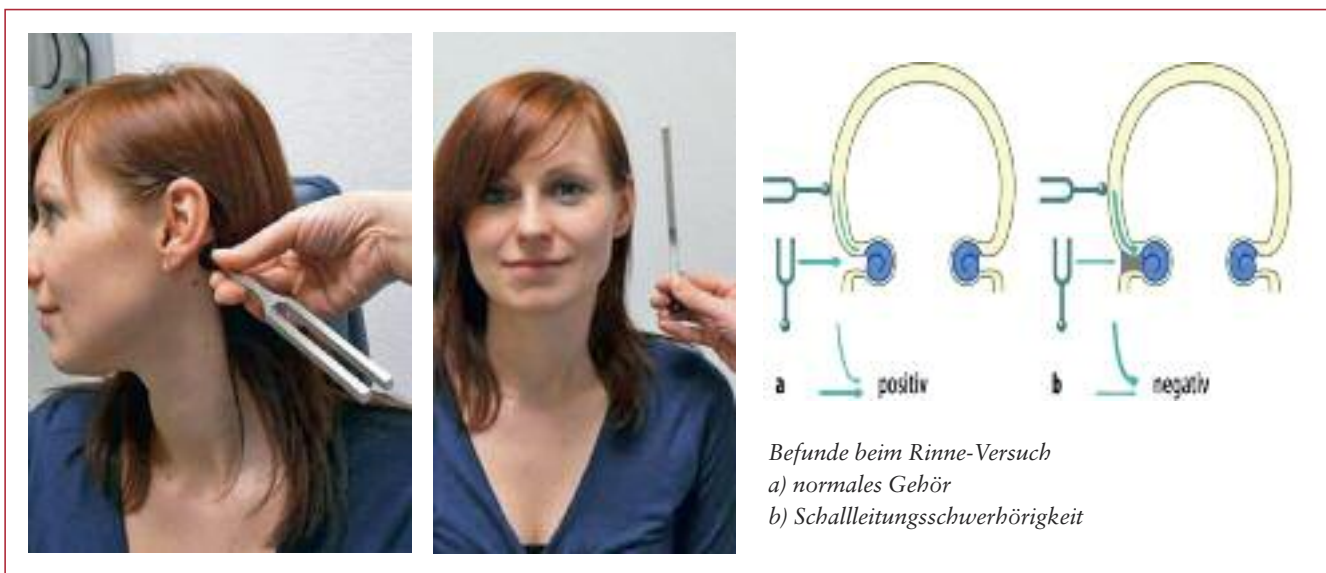 a positiv
b negativ
Befunde beim Rinne-Versuch
a) normales Gehör
b) Schallleitungsschwerhörigkeit